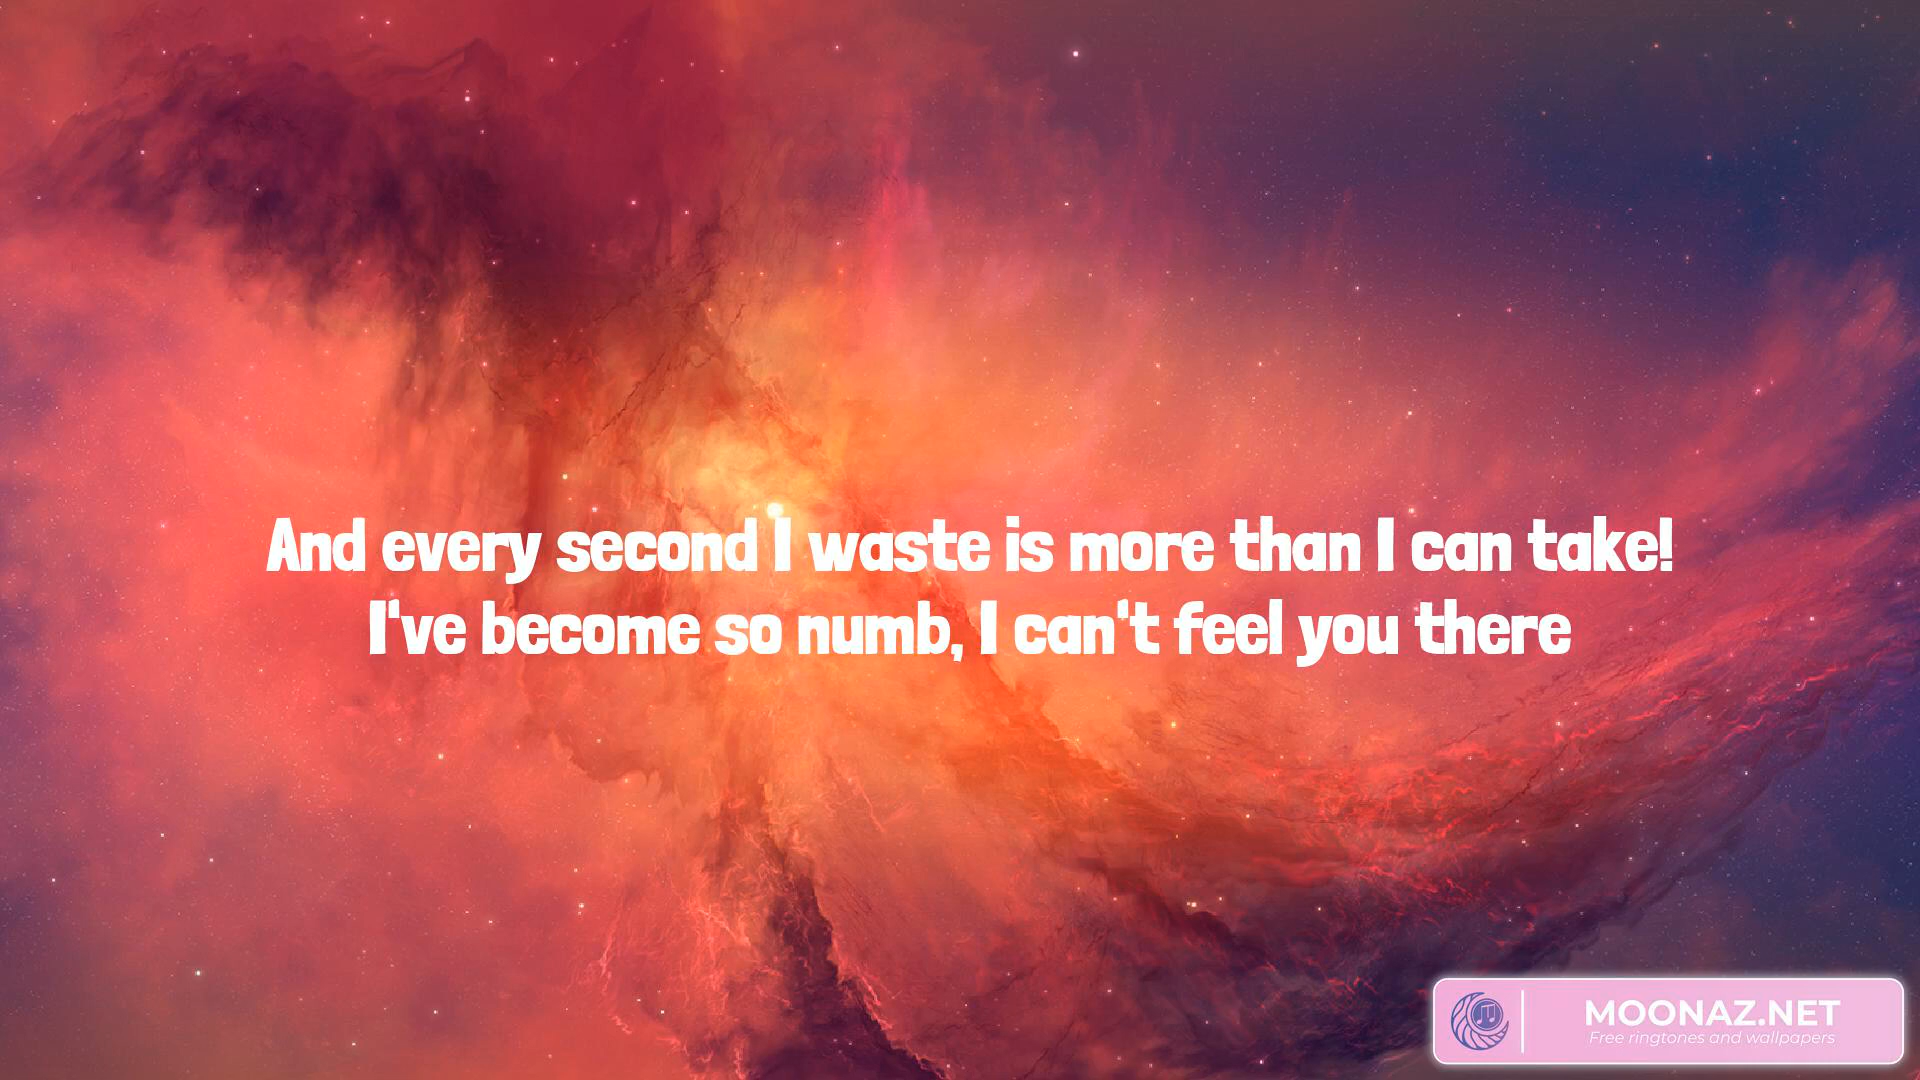 And every second I waste is more than I can take!
I've become so numb, I can't feel you there
MOONAZ.NET
Free ringtones and wallpapers